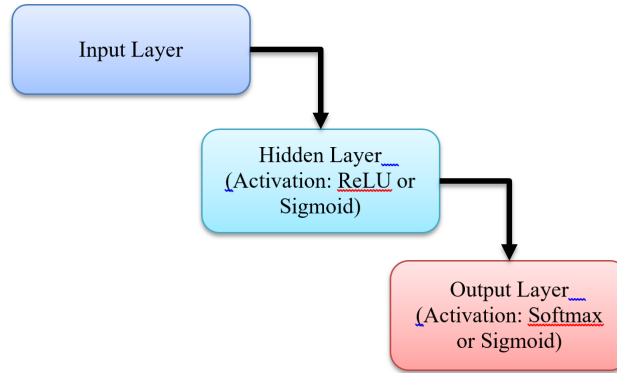 Input Layer
Hidden Layer
(Activation: ReLU or
Sigmoid)
Output Layer
(Activation: Softmax
or Sigmoid)